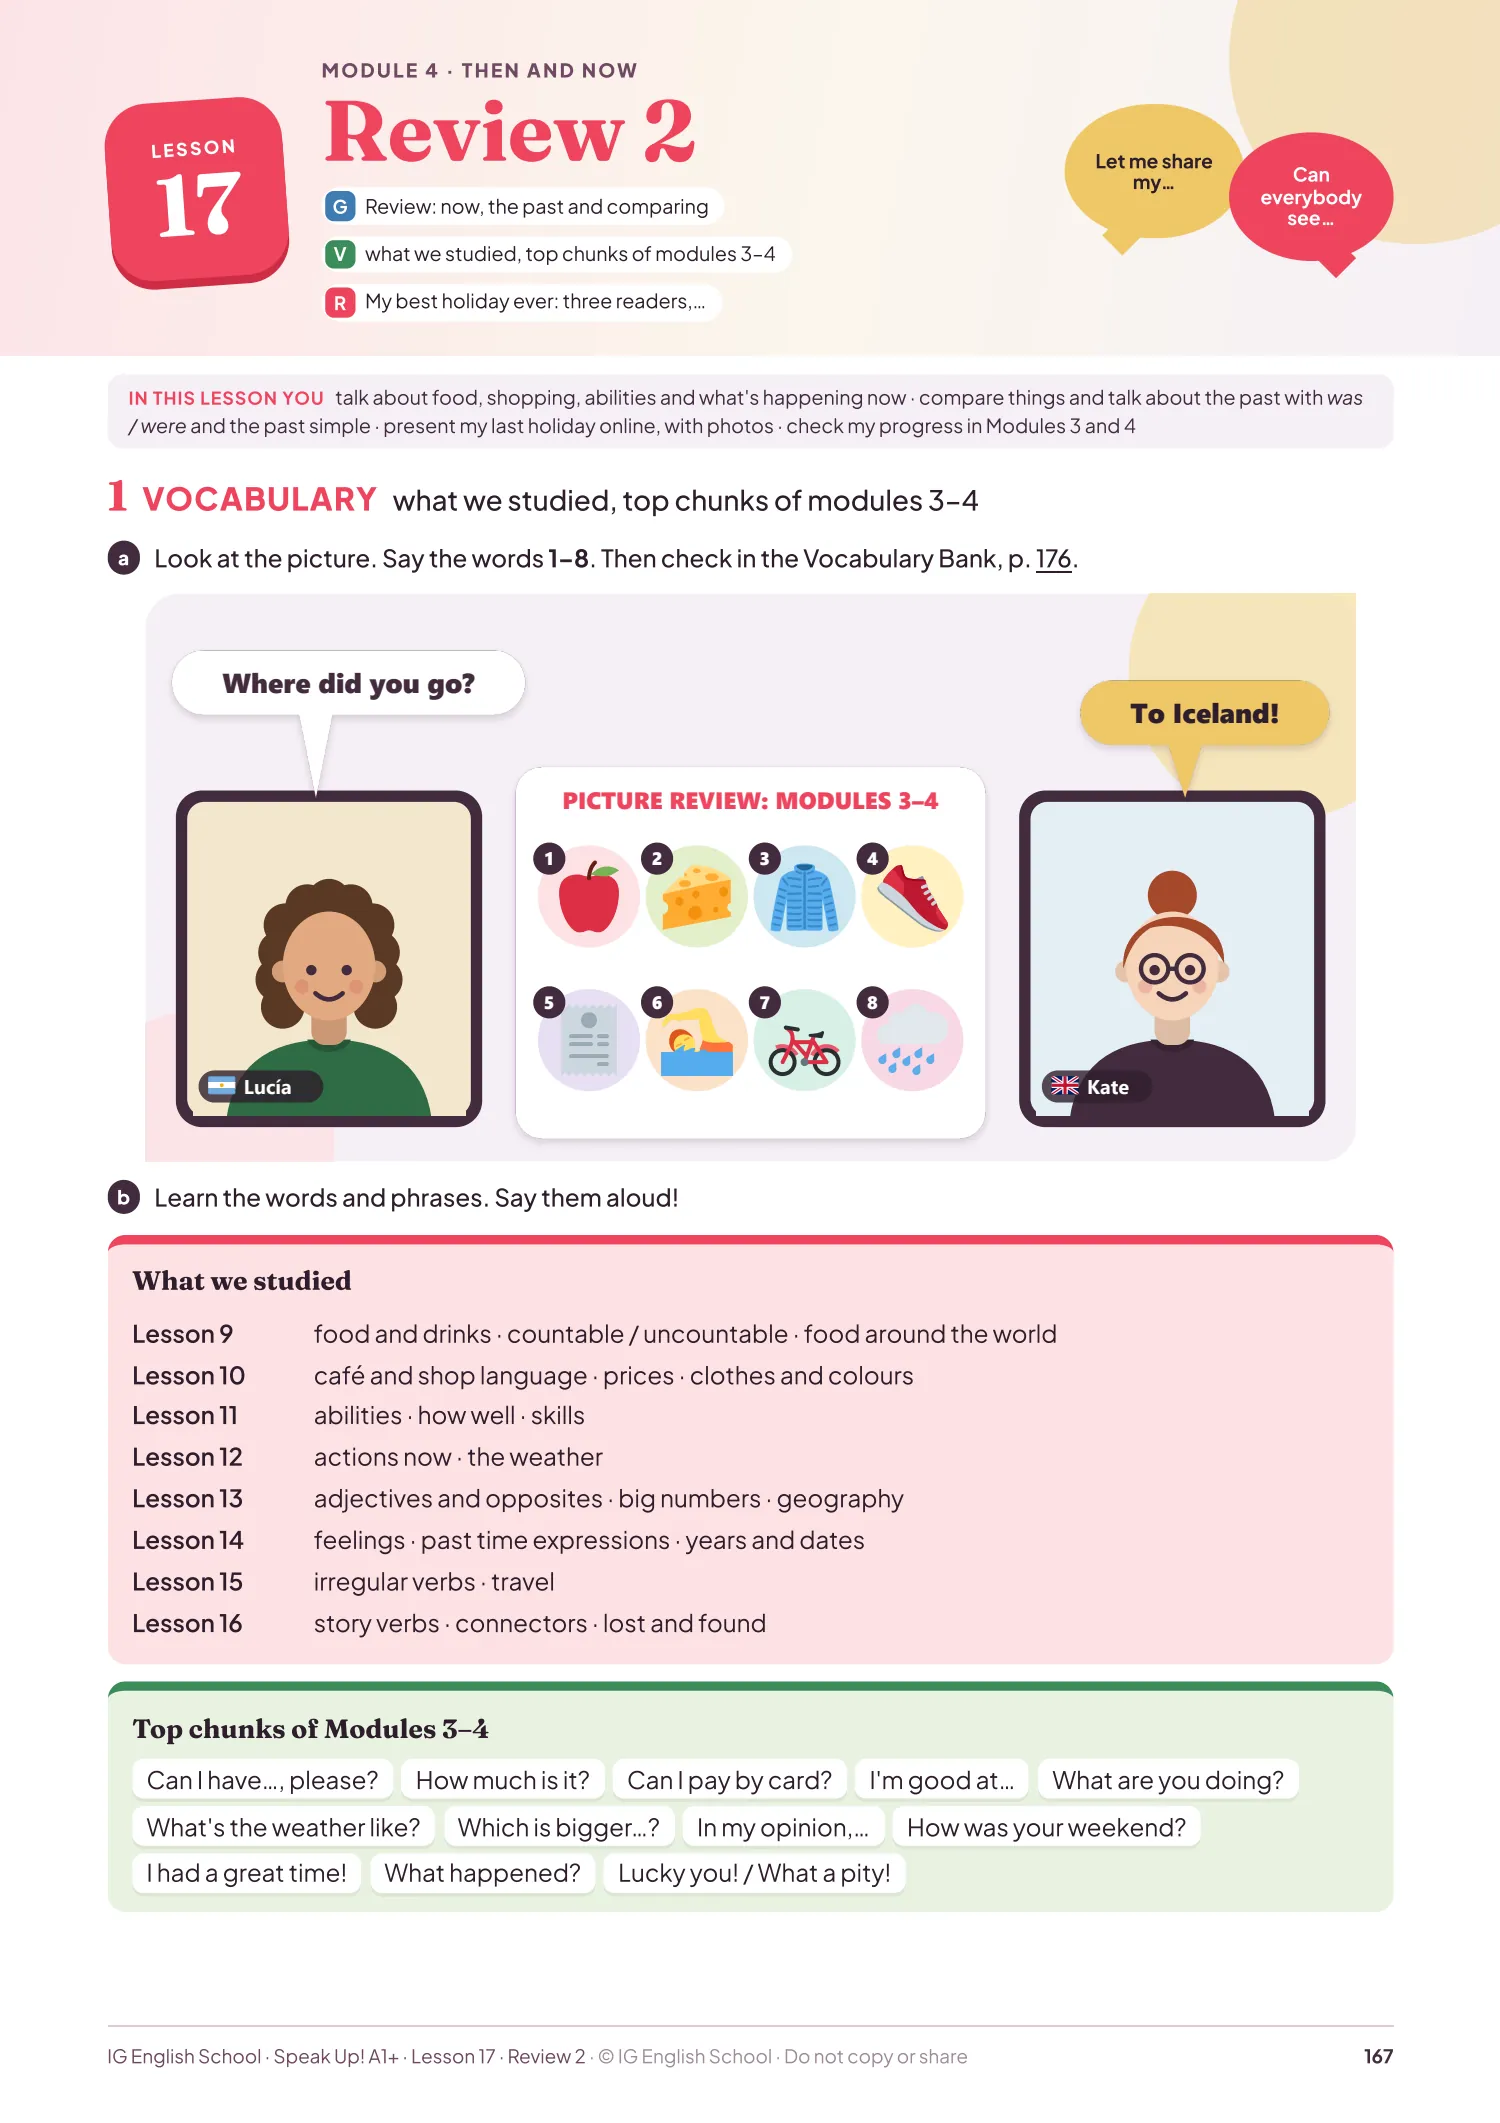 MODULE 4 · THEN AND NOW
LESSON
17
Review 2
G Review: now, the past and comparing
V what we studied, top chunks of modules 3–4
R My best holiday ever: three readers,...
Let me share
my...
Can
everybody
see...
IN THIS LESSON YOU talk about food, shopping, abilities and what's happening now · compare things and talk about the past with was
/ were and the past simple · present my last holiday online, with photos · check my progress in Modules 3 and 4
1 VOCABULARY what we studied, top chunks of modules 3–4
a Look at the picture. Say the words 1–8. Then check in the Vocabulary Bank, p. 176.
Where did you go?
To Iceland!
PICTURE REVIEW: MODULES 3–4
1 2 3 4
5 6 7 8
Lucía
Kate
b Learn the words and phrases. Say them aloud!
What we studied
Lesson 9 food and drinks · countable / uncountable · food around the world
Lesson 10 café and shop language · prices · clothes and colours
Lesson 11 abilities · how well · skills
Lesson 12 actions now · the weather
Lesson 13 adjectives and opposites · big numbers · geography
Lesson 14 feelings · past time expressions · years and dates
Lesson 15 irregular verbs · travel
Lesson 16 story verbs · connectors · lost and found
Top chunks of Modules 3–4
Can I have..., please? How much is it? Can I pay by card? I'm good at... What are you doing?
What's the weather like? Which is bigger...? In my opinion,... How was your weekend?
I had a great time! What happened? Lucky you! / What a pity!
IG English School · Speak Up! A1+ · Lesson 17 · Review 2 · © IG English School · Do not copy or share
167